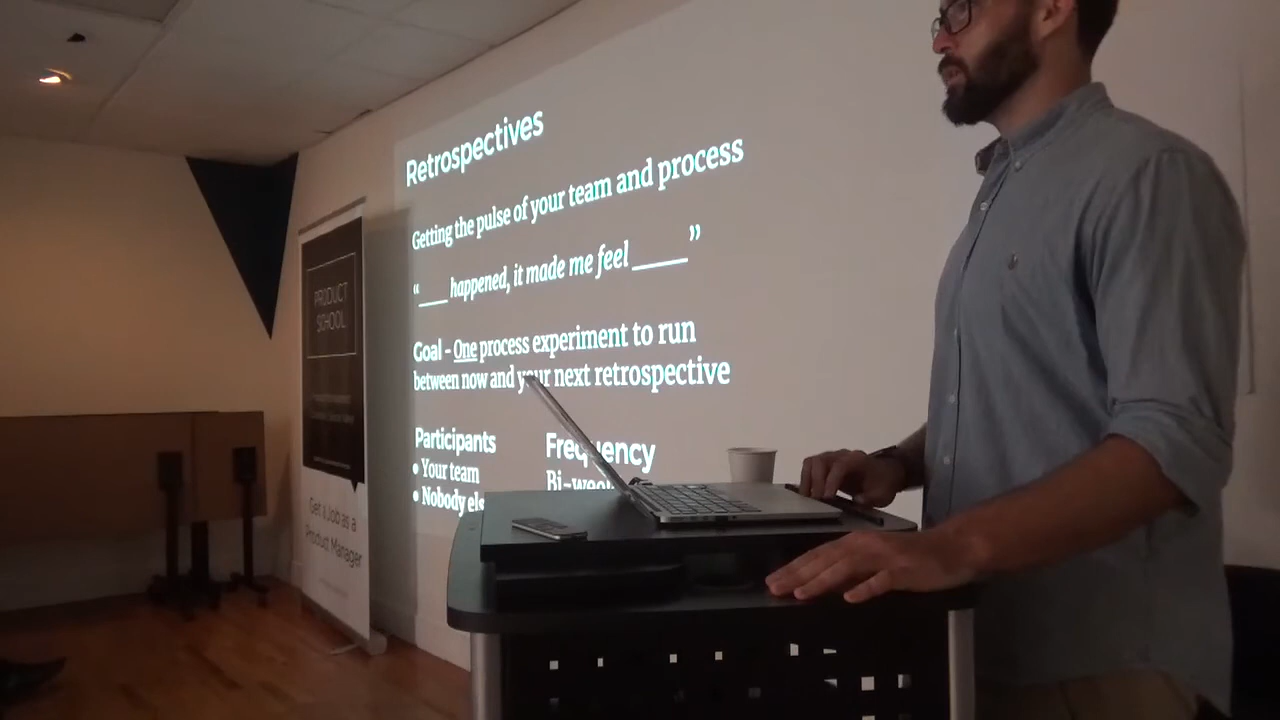 Retrospectives
Getting the pulse of your team and process
“___ happened, it made me feel ____”
Goal - One process experiment to run
between now and your next retrospective
Participants
• Your team
• Nobody
Frequency
PRODUCT
SCHOOL
Get a Job as a
Product Manager